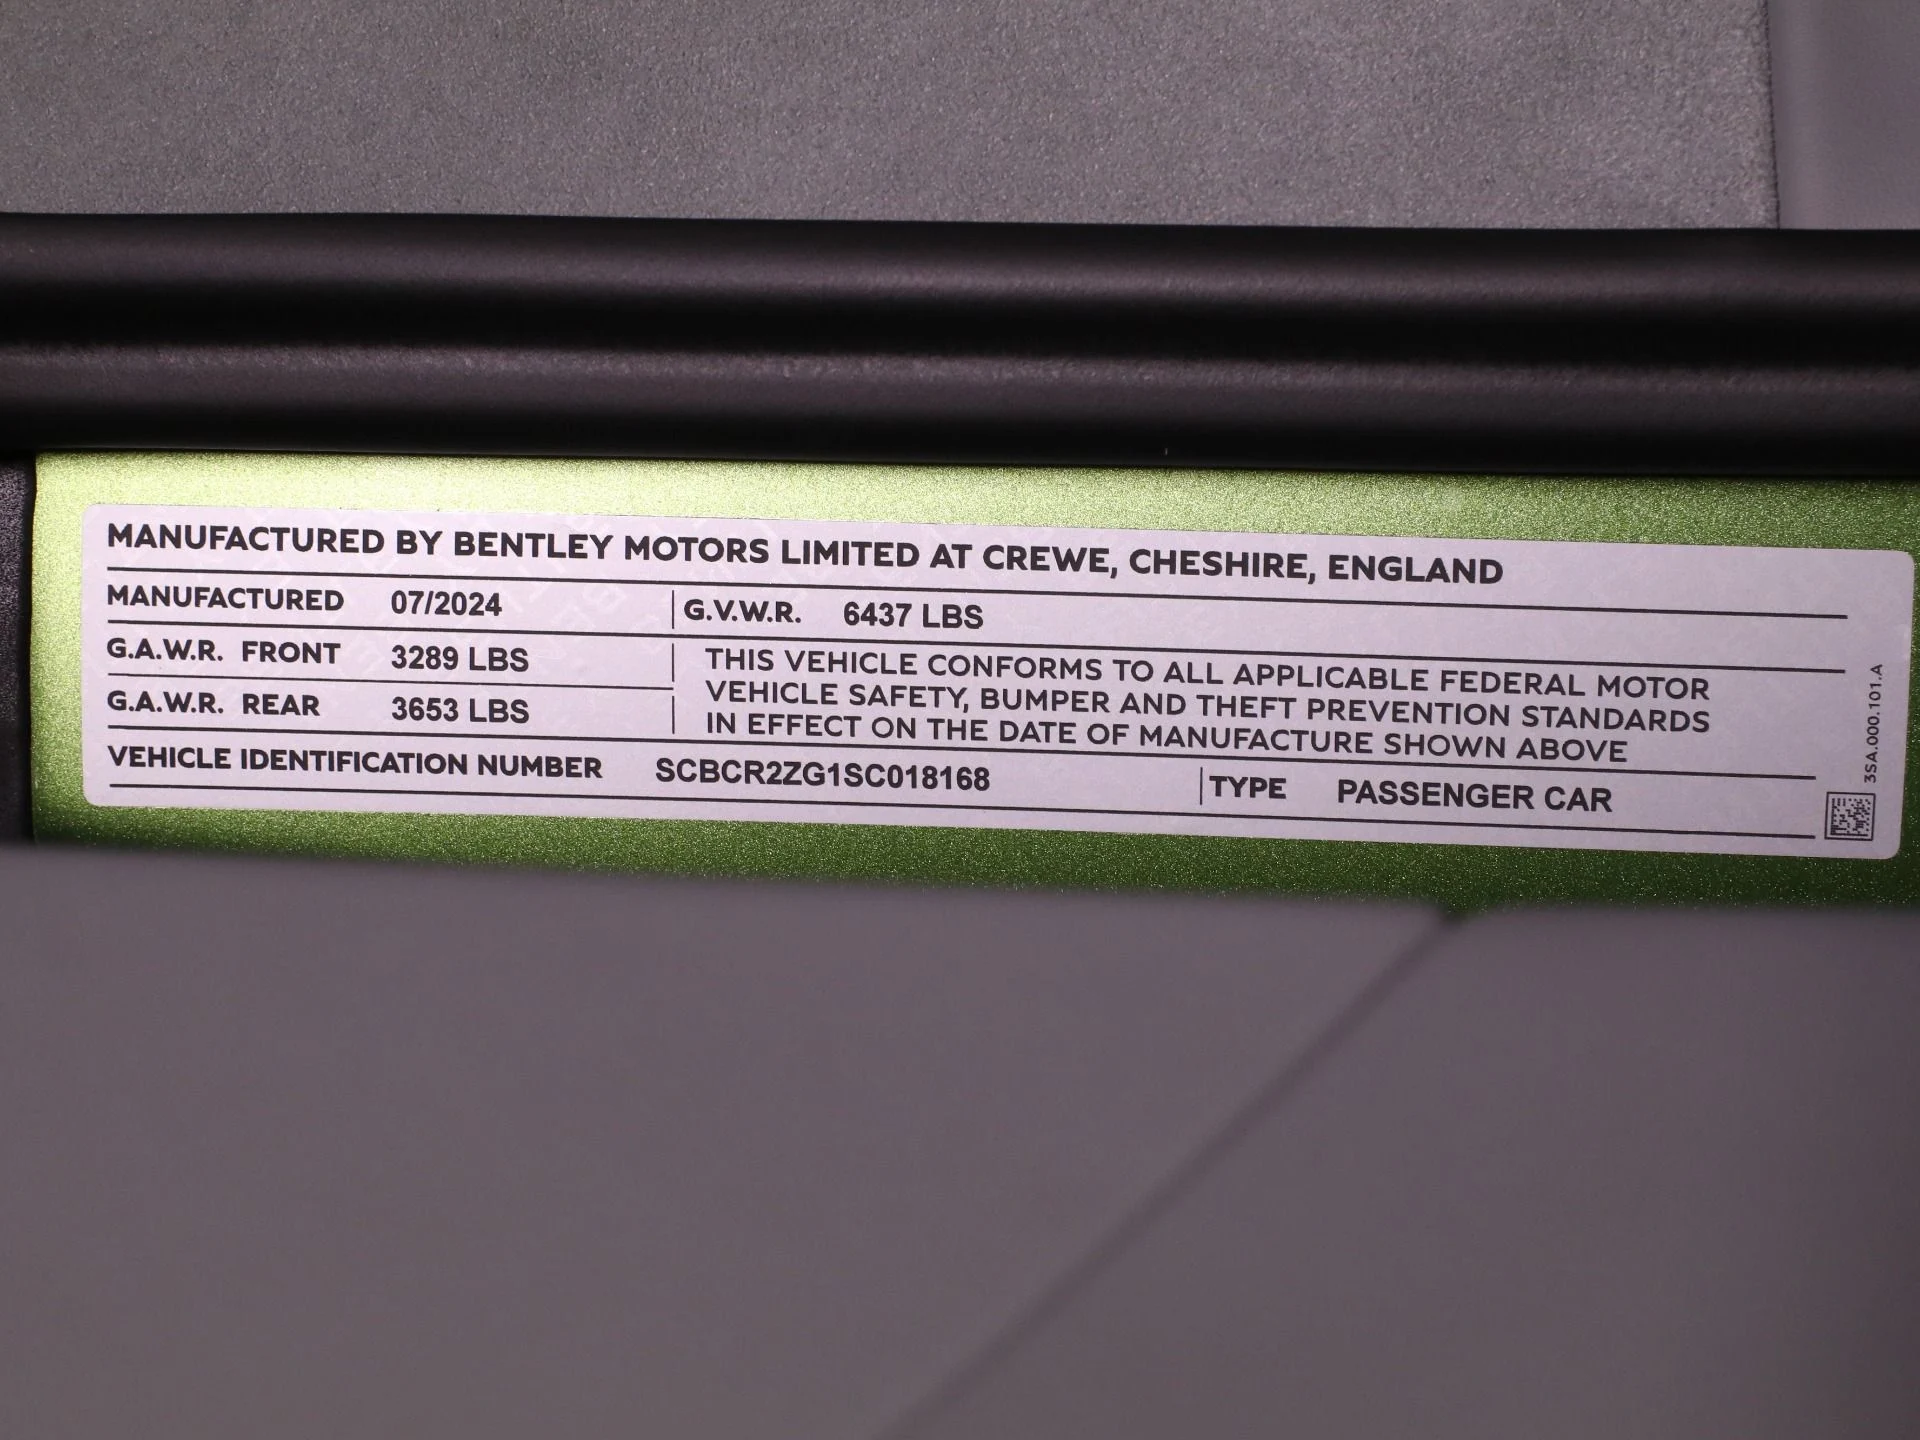 MANUFACTURED BY BENTLEY MOTORS LIMITED AT CREWE, CHESHIRE, ENGLAND
MANUFACTURED 07/2024 G.V.W.R. 6437 LBS
G.A.W.R. FRONT 3289 LBS
G.A.W.R. REAR 3653 LBS
THIS VEHICLE CONFORMS TO ALL APPLICABLE FEDERAL MOTOR
VEHICLE SAFETY, BUMPER AND THEFT PREVENTION STANDARDS
IN EFFECT ON THE DATE OF MANUFACTURE SHOWN ABOVE
VEHICLE IDENTIFICATION NUMBER SCBCR2ZG1SC018168 TYPE PASSENGER CAR
3SA.000.101.A